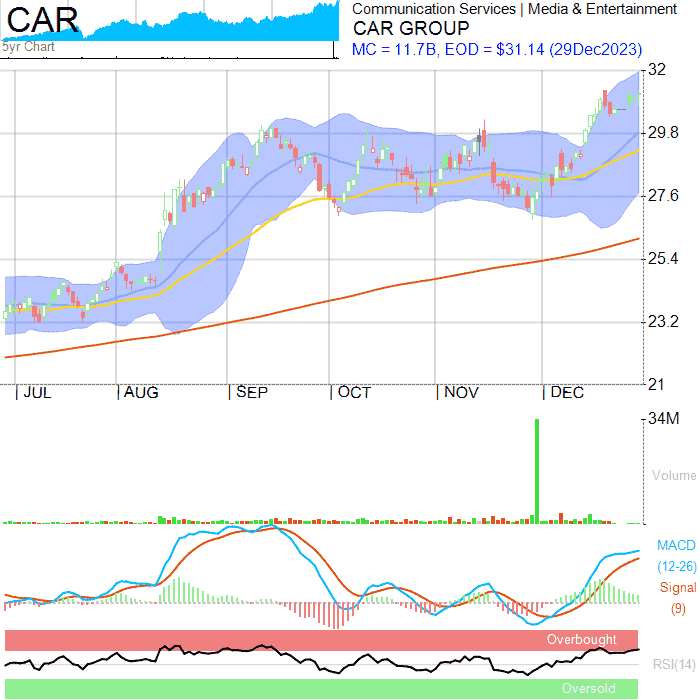 CAR
5yr Chart
Communication Services | Media & Entertainment
CAR GROUP
MC = 11.7B, EOD = $31.14 (29Dec2023)
32
29.8
27.6
25.4
23.2
21
| JUL | AUG | SEP | OCT | NOV | DEC
34M
Volume
MACD
(12-26)
Signal
(9)
Overbought
RSI(14)
Oversold